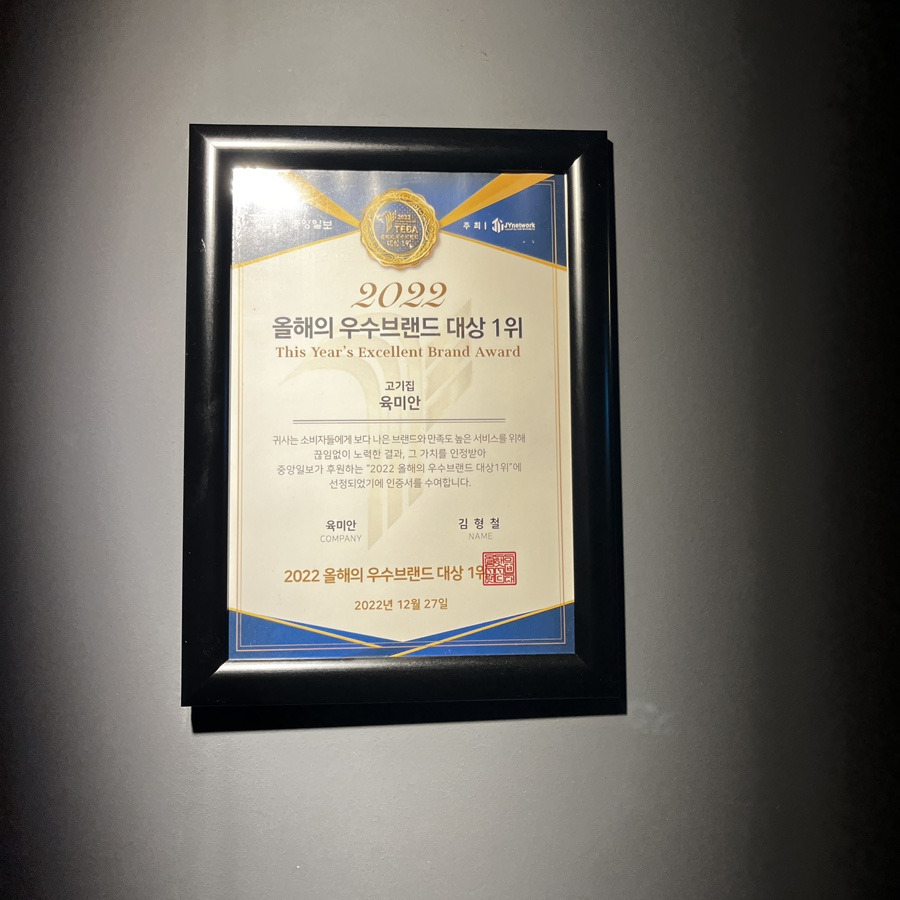 중앙일보
주최 | JYnetwork
2022
TEBA
대상 1위
2022
올해의 우수브랜드 대상 1위
This Year's Excellent Brand Award
고기집
육미안
귀사는 소비자들에게 보다 나은 브랜드와 만족도 높은 서비스를 위해
끊임없이 노력한 결과, 그 가치를 인정받아
중앙일보가 후원하는 "2022 올해의 우수브랜드 대상1위"에
선정되었기에 인증서를 수여합니다.
육미안
COMPANY
김 형 철
NAME
2022 올해의 우수브랜드 대상 1위
2022년 12월 27일